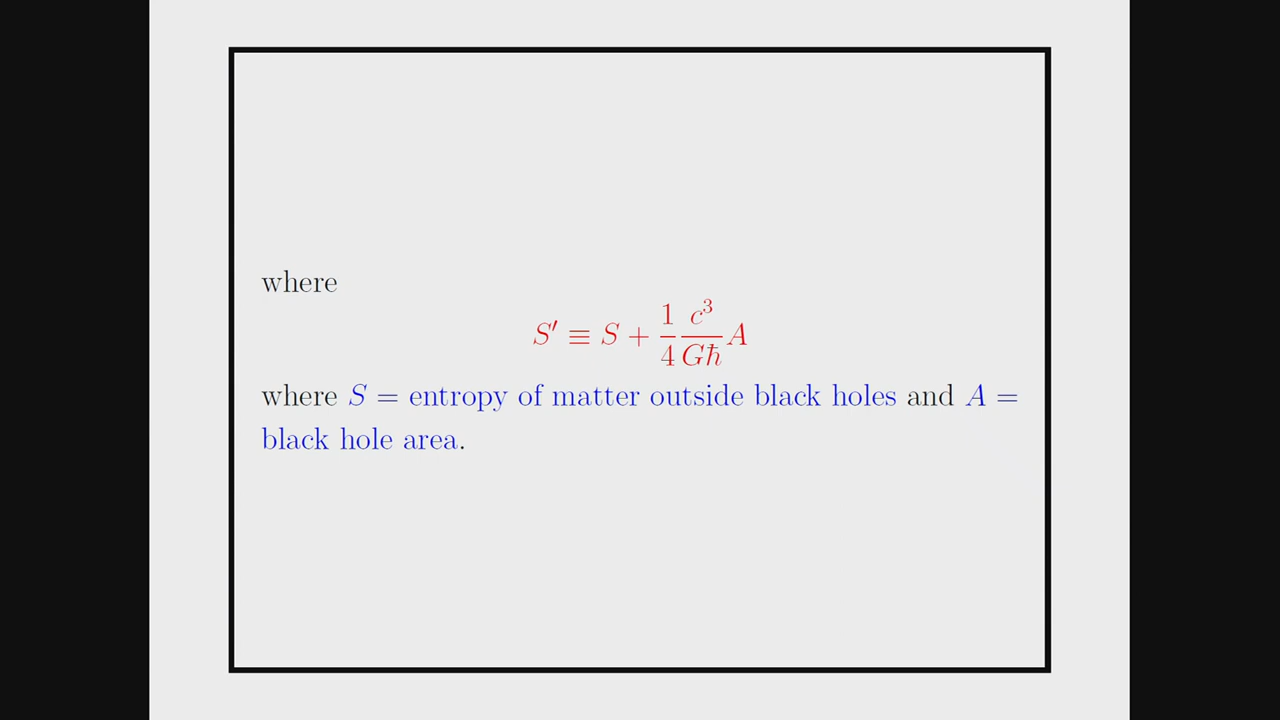 where
S′ ≡ S + 1/4 c³/Għ A
where S = entropy of matter outside black holes and A =
black hole area.